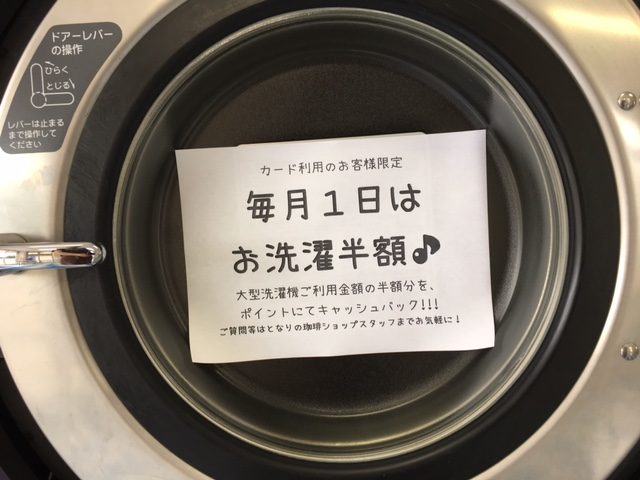 ドアーレバー
の操作
ひらく
とじる
レバーは止まる
まで操作して
ください
カード利用のお客様限定
毎月1日は
お洗濯半額♪
大型洗濯機ご利用金額の半額分を、
ポイントにてキャッシュバック!!!
ご質問等はとなりの珈琲ショップスタッフまでお気軽に!